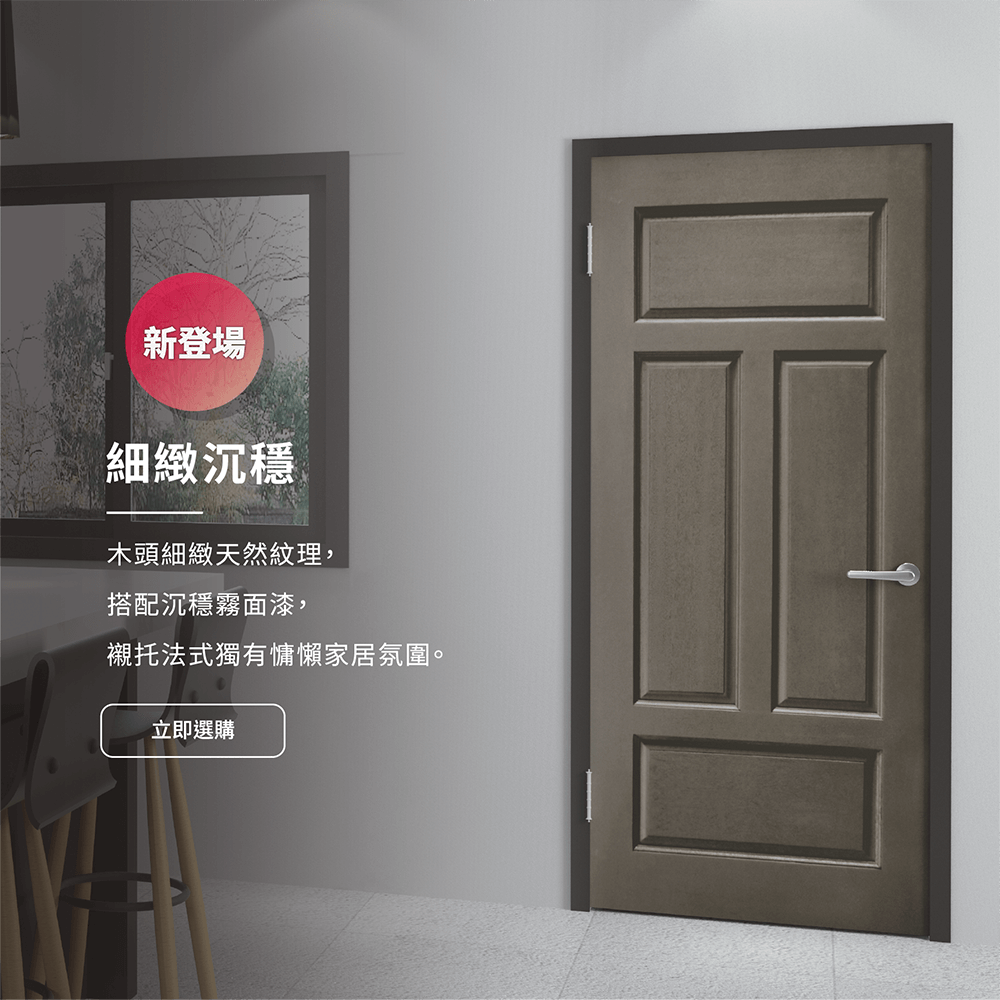 新登場
細緻沉穩
木頭細緻天然紋理，
搭配沉穩霧面漆，
襯托法式獨有慵懶家居氛圍。
立即選購